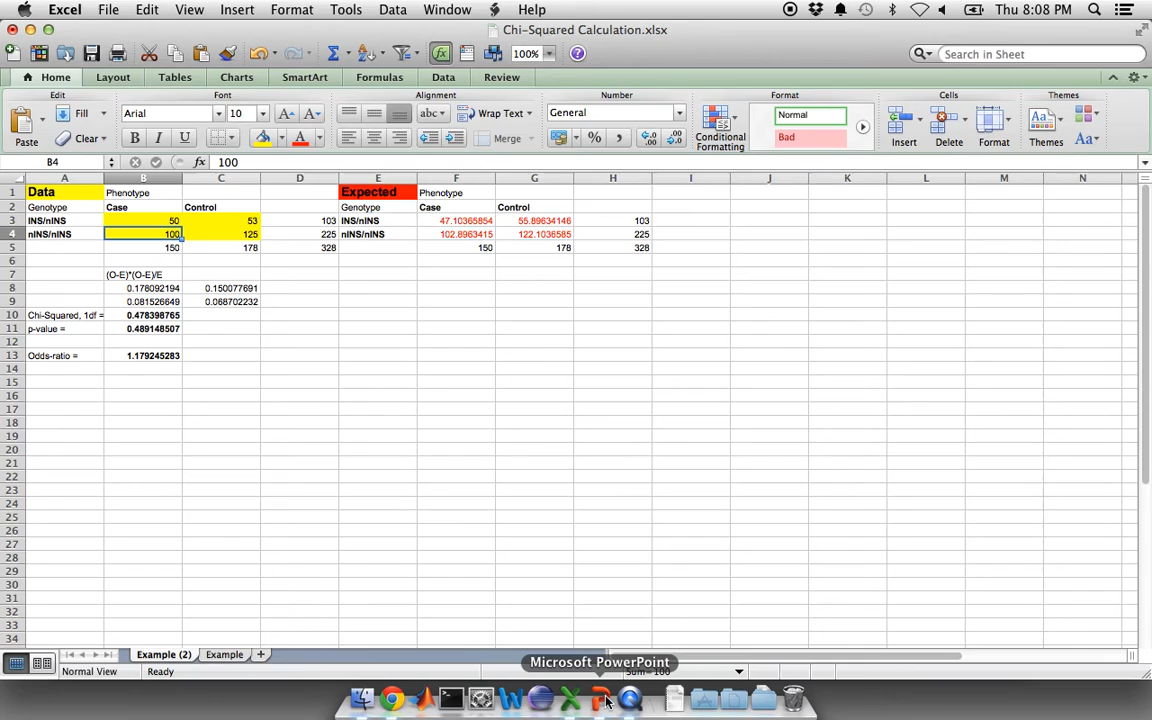 Excel File Edit View Insert Format Tools Data Window Help Thu 8:08 PM
Chi-Squared Calculation.xlsx
100% Search in Sheet
Home Layout Tables Charts SmartArt Formulas Data Review
Edit Font Alignment Number Format Cells Themes
Paste Fill Clear Arial 10 A A abc Wrap Text General Conditional Formatting Normal Insert Delete Format Themes Aa
B I U A Merge % Bad
B4 fx 100
A B C D E F G H I J K L M N
1 Data Phenotype Expected Phenotype
2 Genotype Case Control Genotype Case Control
3 INS/nINS 50 53 103 INS/nINS 47.10365854 55.89634146 103
4 nINS/nINS 100 125 225 nINS/nINS 102.8963415 122.1036585 225
5 150 178 328 150 178 328
6
7 (O-E)*(O-E)/E
8 0.178092194 0.150077691
9 0.081526649 0.068702232
10 Chi-Squared, 1df = 0.478398765
11 p-value = 0.489148507
12
13 Odds-ratio = 1.179245283
14
15
16
17
18
19
20
21
22
23
24
25
26
27
28
29
30
31
32
33
34
Example (2) Example
Normal View Ready Sum=100
Microsoft PowerPoint